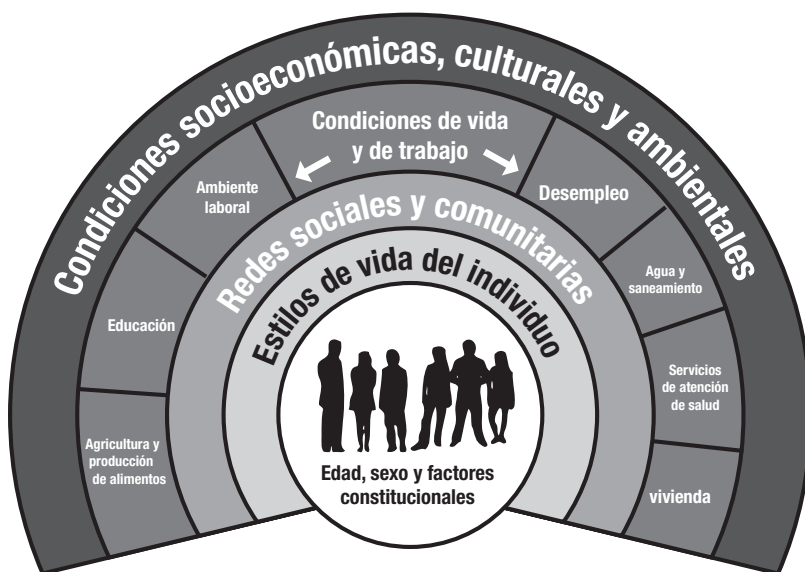 Condiciones socioeconómicas, culturales y ambientales
Condiciones de vida
y de trabajo
Ambiente
laboral
Desempleo
Educación
Agua y
saneamiento
Agricultura y
producción
de alimentos
Servicios
de atención
de salud
vivienda
Redes sociales y comunitarias
Estilos de vida del individuo
Edad, sexo y factores
constitucionales